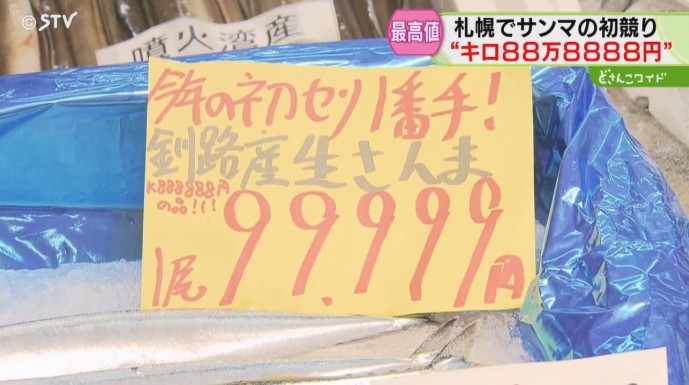 ©STV
噴火湾産
最高値
札幌でサンマの初競り
“キロ88万8888円”
どさんこワイド
今年の初セリ1番手!
釧路産生さんま
K888888円
の品!!!
1尾 99.999円